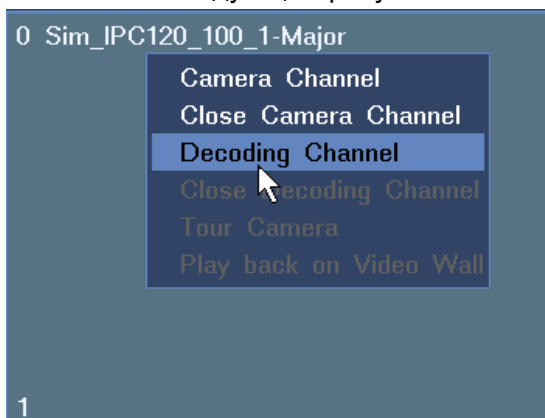 0 Sim_IPC120_100_1-Major
Camera Channel
Close Camera Channel
Decoding Channel
Close Decoding Channel
Tour Camera
Play back on Video Wall
1